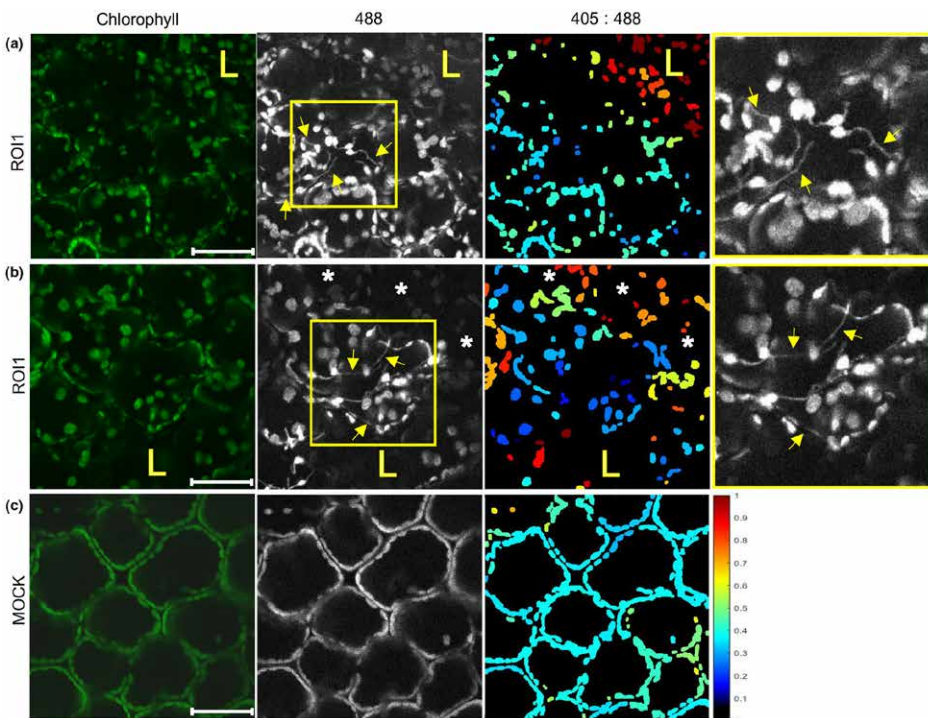 Chlorophyll 488 405 : 488
(a) L L L
ROI1
(b) * * * * * *
ROI1
L L L
(c)
MOCK
1
0.9
0.8
0.7
0.6
0.5
0.4
0.3
0.2
0.1